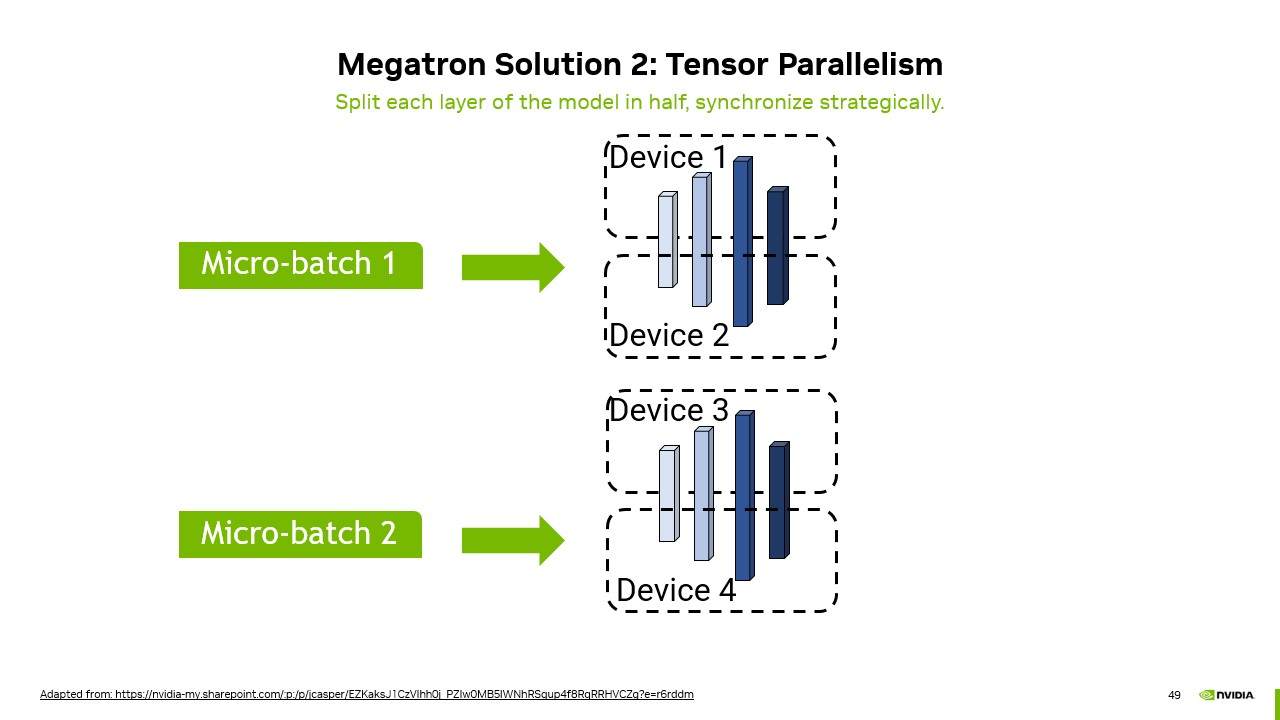 Megatron Solution 2: Tensor Parallelism
Split each layer of the model in half, synchronize strategically.
Device 1
Micro-batch 1
Device 2
Device 3
Micro-batch 2
Device 4
Adapted from: https://nvidia-my.sharepoint.com/:p:/p/jcasper/EZKaksJ1CzVIhh0j_PZIw0MB5IWNhRSqup4f8RqRRHVCZg?e=r6rddm
49
NVIDIA